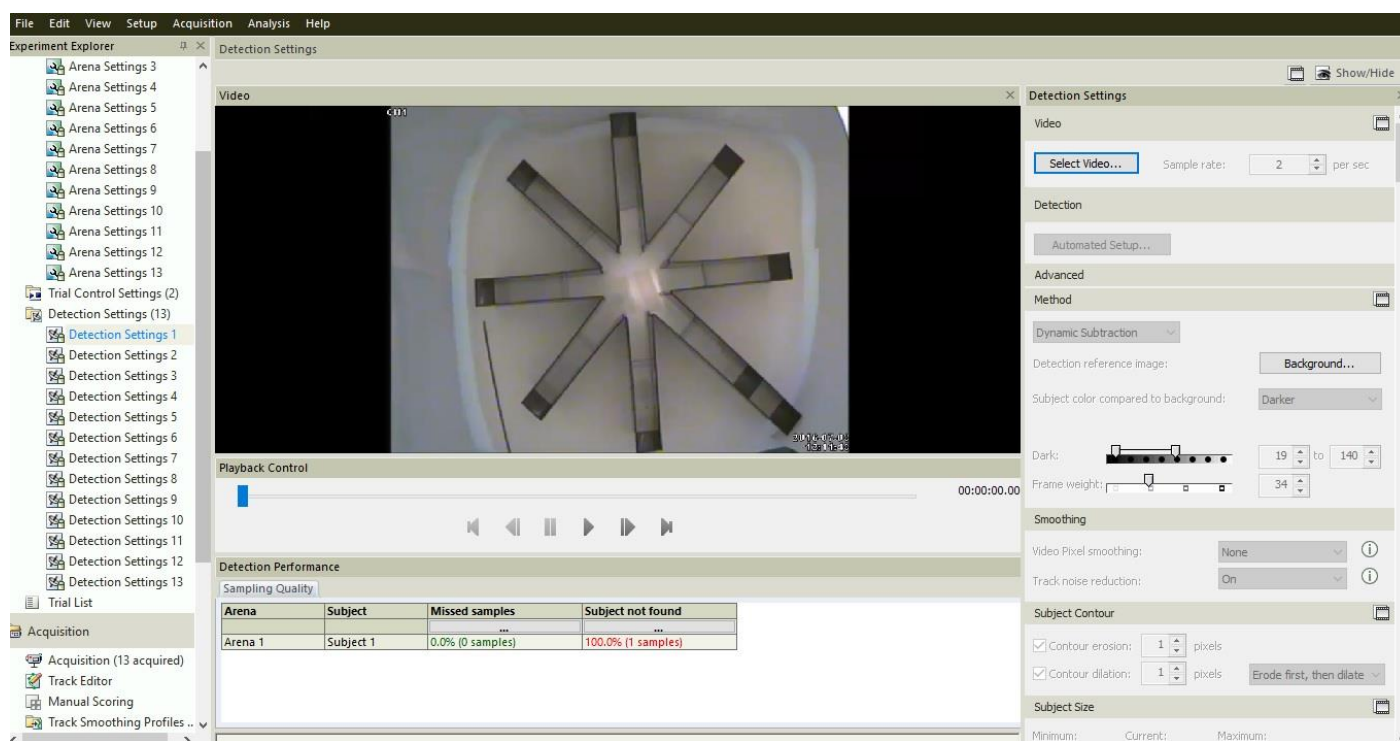 File Edit View Setup Acquisition Analysis Help
Experiment Explorer
Detection Settings
Arena Settings 3
Arena Settings 4
Arena Settings 5
Arena Settings 6
Arena Settings 7
Arena Settings 8
Arena Settings 9
Arena Settings 10
Arena Settings 11
Arena Settings 12
Arena Settings 13
Trial Control Settings (2)
Detection Settings (13)
Detection Settings 1
Detection Settings 2
Detection Settings 3
Detection Settings 4
Detection Settings 5
Detection Settings 6
Detection Settings 7
Detection Settings 8
Detection Settings 9
Detection Settings 10
Detection Settings 11
Detection Settings 12
Detection Settings 13
Trial List
Acquisition
Acquisition (13 acquired)
Track Editor
Manual Scoring
Track Smoothing Profiles ..
Show/Hide
Video
Playback Control
00:00:00.00
Detection Performance
Sampling Quality
Arena Subject Missed samples Subject not found
... ...
Arena 1 Subject 1 0.0% (0 samples) 100.0% (1 samples)
Detection Settings
Video
Select Video... Sample rate: 2 per sec
Detection
Automated Setup...
Advanced
Method
Dynamic Subtraction
Detection reference image: Background...
Subject color compared to background: Darker
Dark: 19 to 140
Frame weight: 34
Smoothing
Video Pixel smoothing: None
Track noise reduction: On
Subject Contour
Contour erosion: 1 pixels
Contour dilation: 1 pixels Erode first, then dilate
Subject Size
Minimum: Current: Maximum: